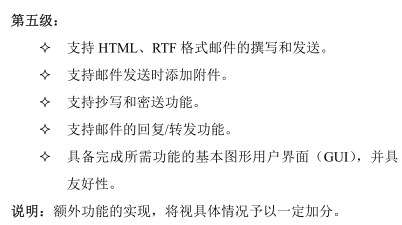 第五级：
✧ 支持 HTML、RTF 格式邮件的撰写和发送。
✧ 支持邮件发送时添加附件。
✧ 支持抄写和密送功能。
✧ 支持邮件的回复/转发功能。
✧ 具备完成所需功能的基本图形用户界面（GUI），并具
友好性。
说明：额外功能的实现，将视具体情况予以一定加分。